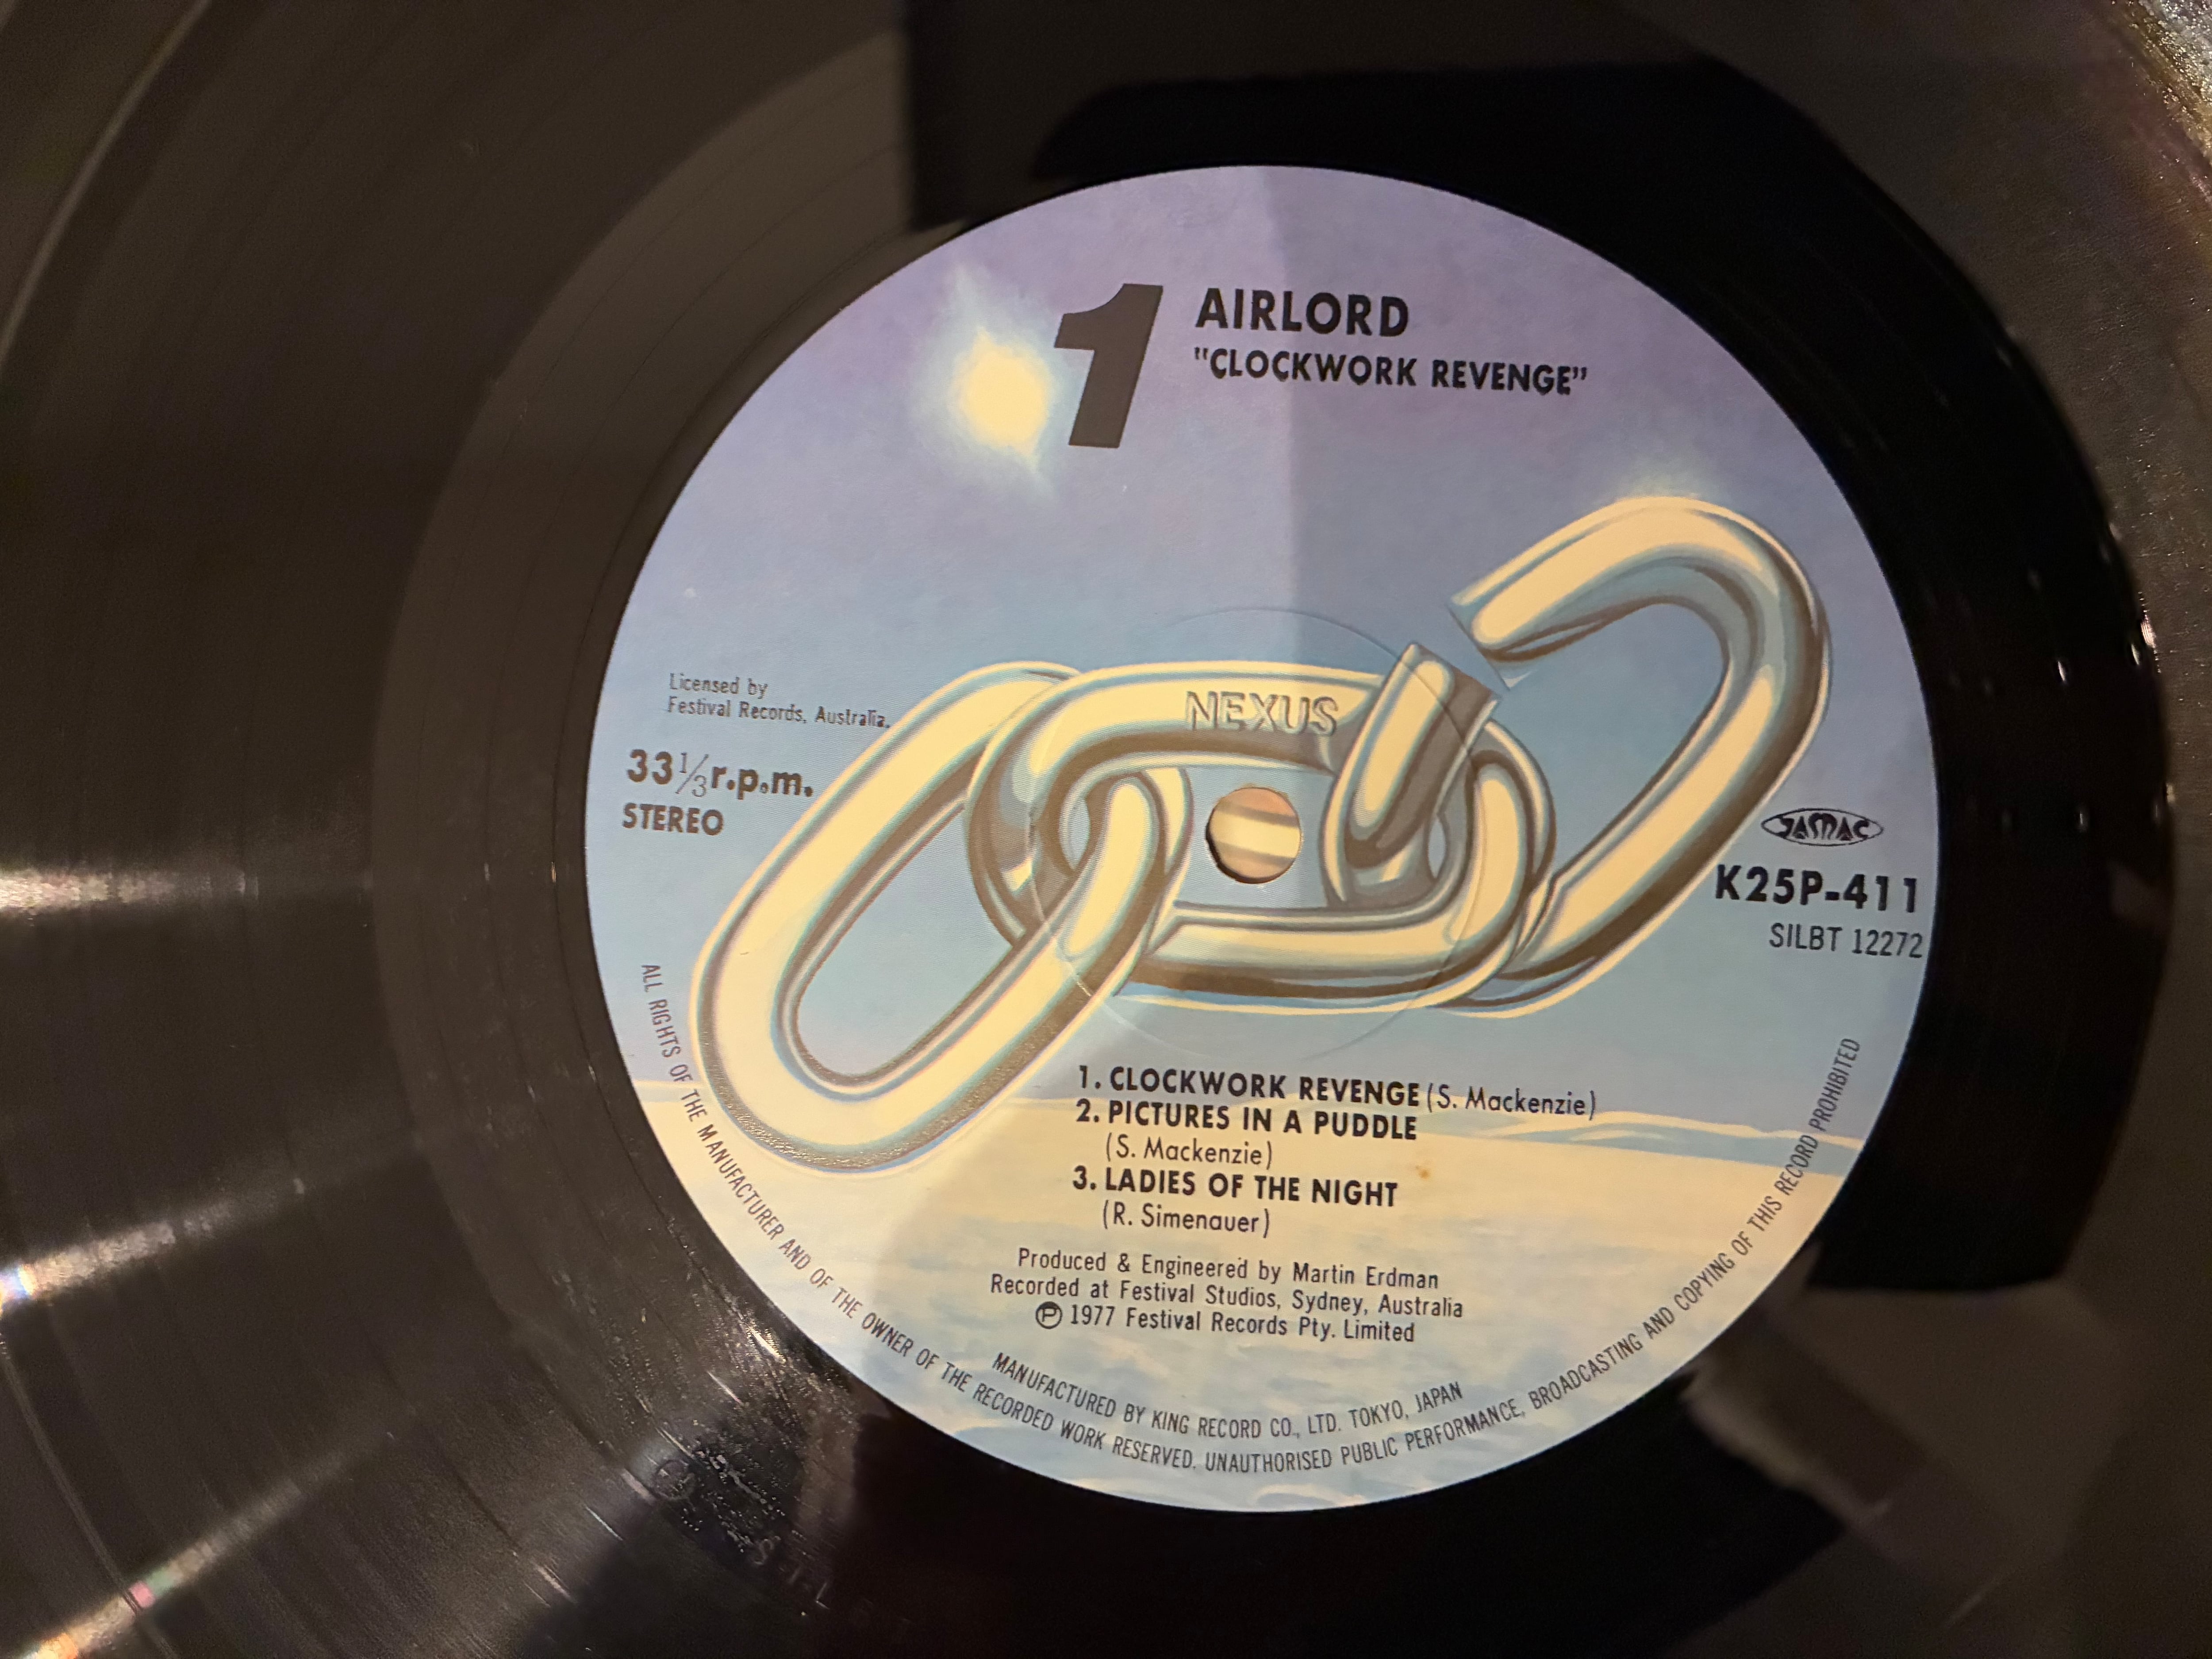 1
AIRLORD
"CLOCKWORK REVENGE"
Licensed by
Festival Records, Australia.
NEXUS
33⅓ r.p.m.
STEREO
JASRAC
K25P-411
SILBT 12272
1. CLOCKWORK REVENGE (S. Mackenzie)
2. PICTURES IN A PUDDLE
(S. Mackenzie)
3. LADIES OF THE NIGHT
(R. Simenauer)
Produced & Engineered by Martin Erdman
Recorded at Festival Studios, Sydney, Australia
Ⓟ 1977 Festival Records Pty. Limited
MANUFACTURED BY KING RECORD CO., LTD. TOKYO, JAPAN
ALL RIGHTS OF THE MANUFACTURER AND OF THE OWNER OF THE RECORDED WORK RESERVED. UNAUTHORISED PUBLIC PERFORMANCE, BROADCASTING AND COPYING OF THIS RECORD PROHIBITED